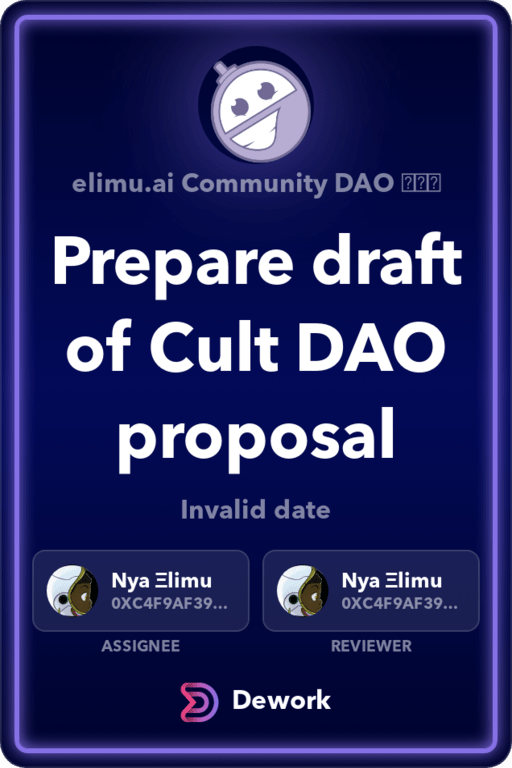 elimu.ai Community DAO
Prepare draft
of Cult DAO
proposal
Invalid date
Nya Ξlimu
0XC4F9AF39...
ASSIGNEE
Nya Ξlimu
0XC4F9AF39...
REVIEWER
Dework